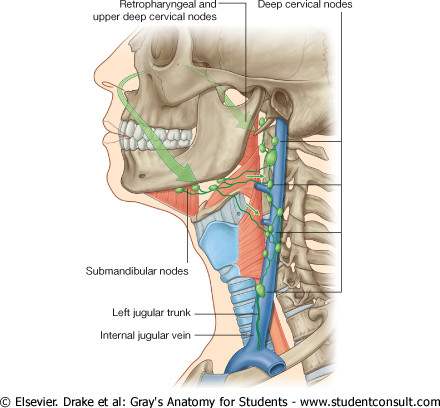 Retropharyngeal and
upper deep cervical nodes
Deep cervical nodes
Submandibular nodes
Left jugular trunk
Internal jugular vein
© Elsevier. Drake et al: Gray's Anatomy for Students - www.studentconsult.com